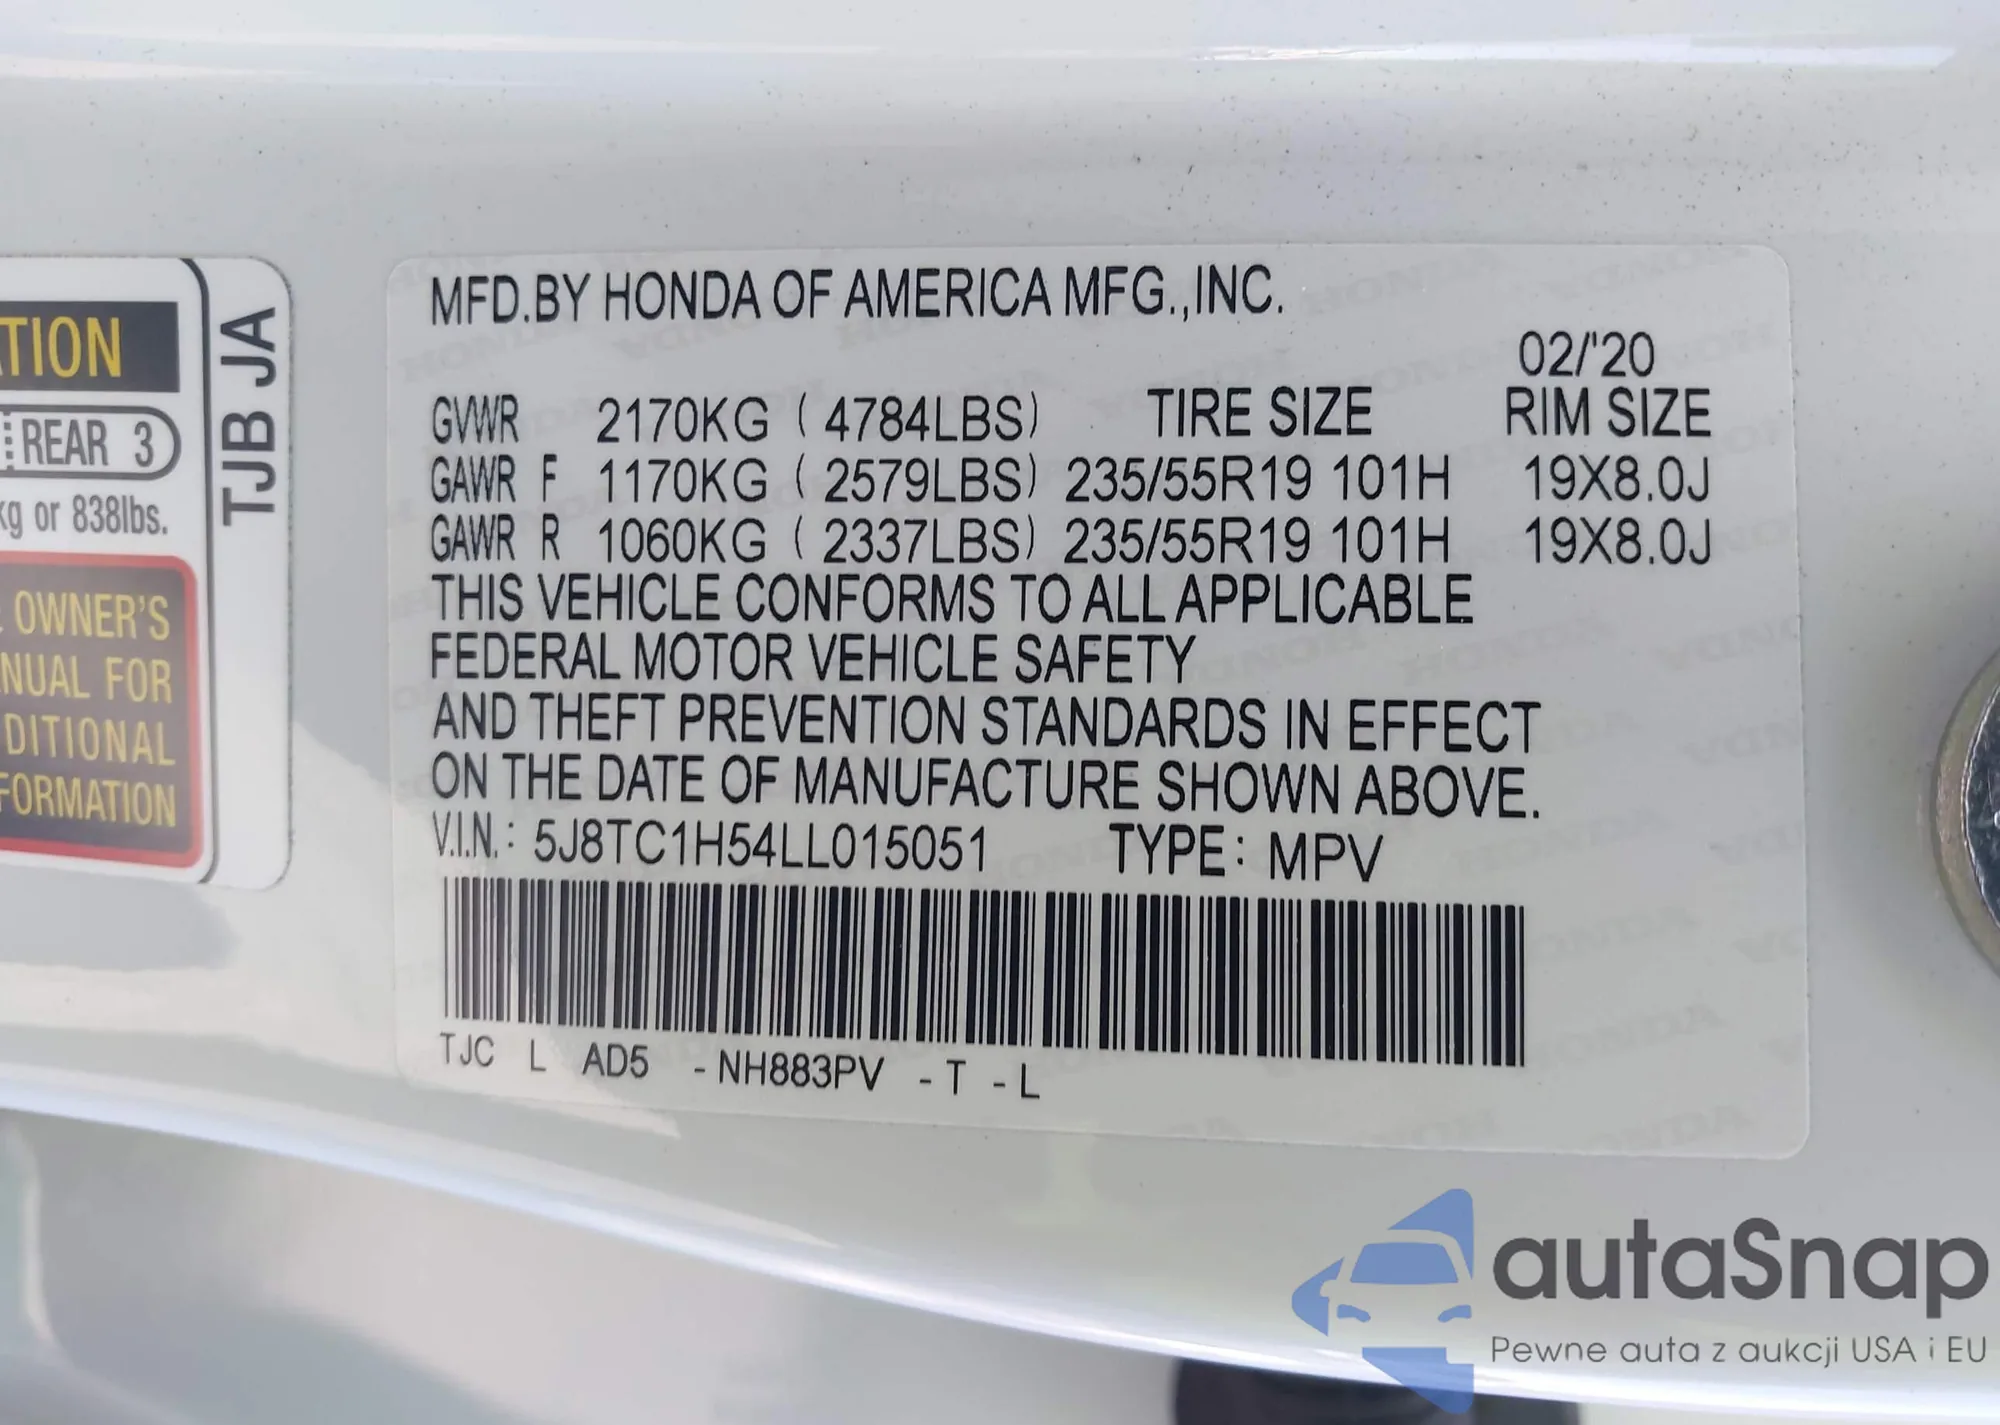 TION
REAR 3
kg or 838lbs.
OWNER'S
NUAL FOR
DITIONAL
FORMATION
TJB JA
MFD.BY HONDA OF AMERICA MFG.,INC.
02/'20
GVWR 2170KG ( 4784LBS) TIRE SIZE RIM SIZE
GAWR F 1170KG ( 2579LBS) 235/55R19 101H 19X8.0J
GAWR R 1060KG ( 2337LBS) 235/55R19 101H 19X8.0J
THIS VEHICLE CONFORMS TO ALL APPLICABLE
FEDERAL MOTOR VEHICLE SAFETY
AND THEFT PREVENTION STANDARDS IN EFFECT
ON THE DATE OF MANUFACTURE SHOWN ABOVE.
V.I.N.: 5J8TC1H54LL015051 TYPE: MPV
TJC L AD5 -NH883PV -T -L
autaSnap
Pewne auta z aukcji USA i EU